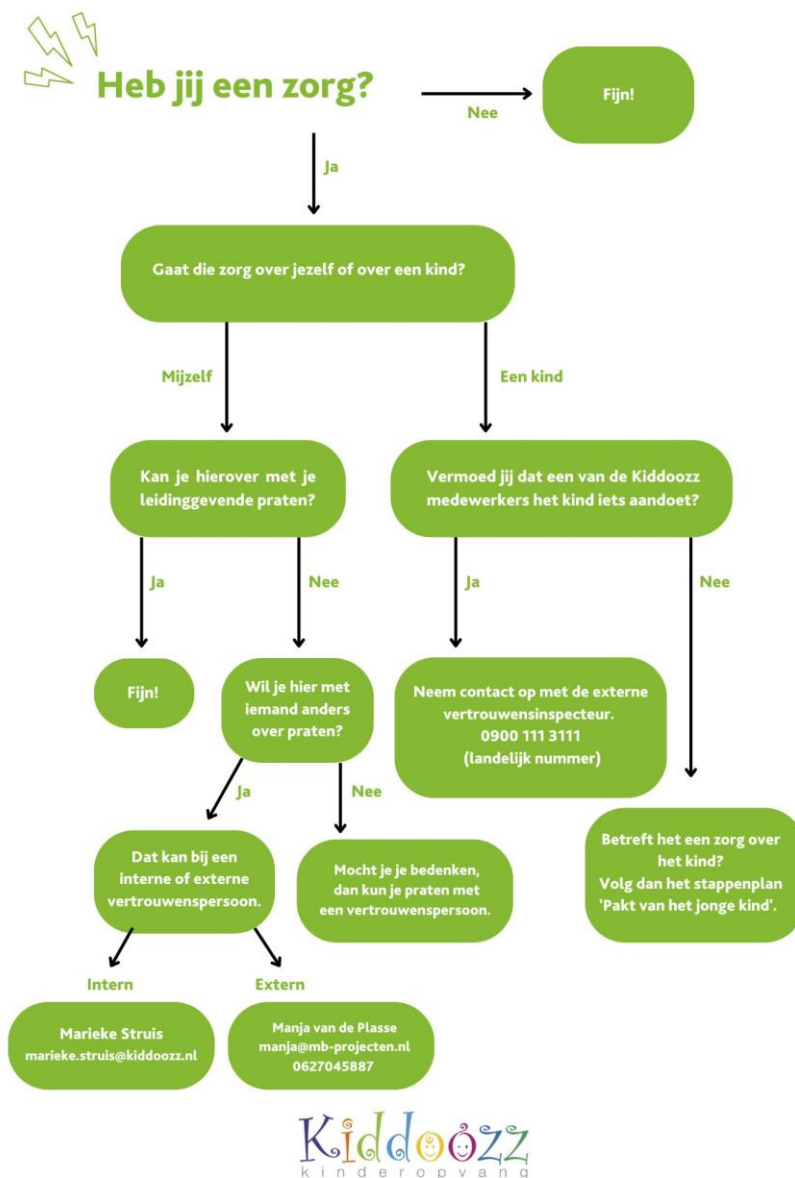 Heb jij een zorg?
Nee
Fijn!
Ja
Gaat die zorg over jezelf of over een kind?
Mijzelf
Een kind
Kan je hierover met je
leidinggevende praten?
Vermoed jij dat een van de Kiddoozz
medewerkers het kind iets aandoet?
Ja
Nee
Ja
Nee
Fijn!
Wil je hier met
iemand anders
over praten?
Neem contact op met de externe
vertrouwensinspecteur.
0900 111 3111
(landelijk nummer)
Ja
Nee
Dat kan bij een
interne of externe
vertrouwenspersoon.
Mocht je je bedenken,
dan kun je praten met
een vertrouwenspersoon.
Betreft het een zorg over
het kind?
Volg dan het stappenplan
'Pakt van het jonge kind'.
Intern
Extern
Marieke Struis
marieke.struis@kiddoozz.nl
Manja van de Plasse
manja@mb-projecten.nl
0627045887
Kiddoozz
kinderopvang